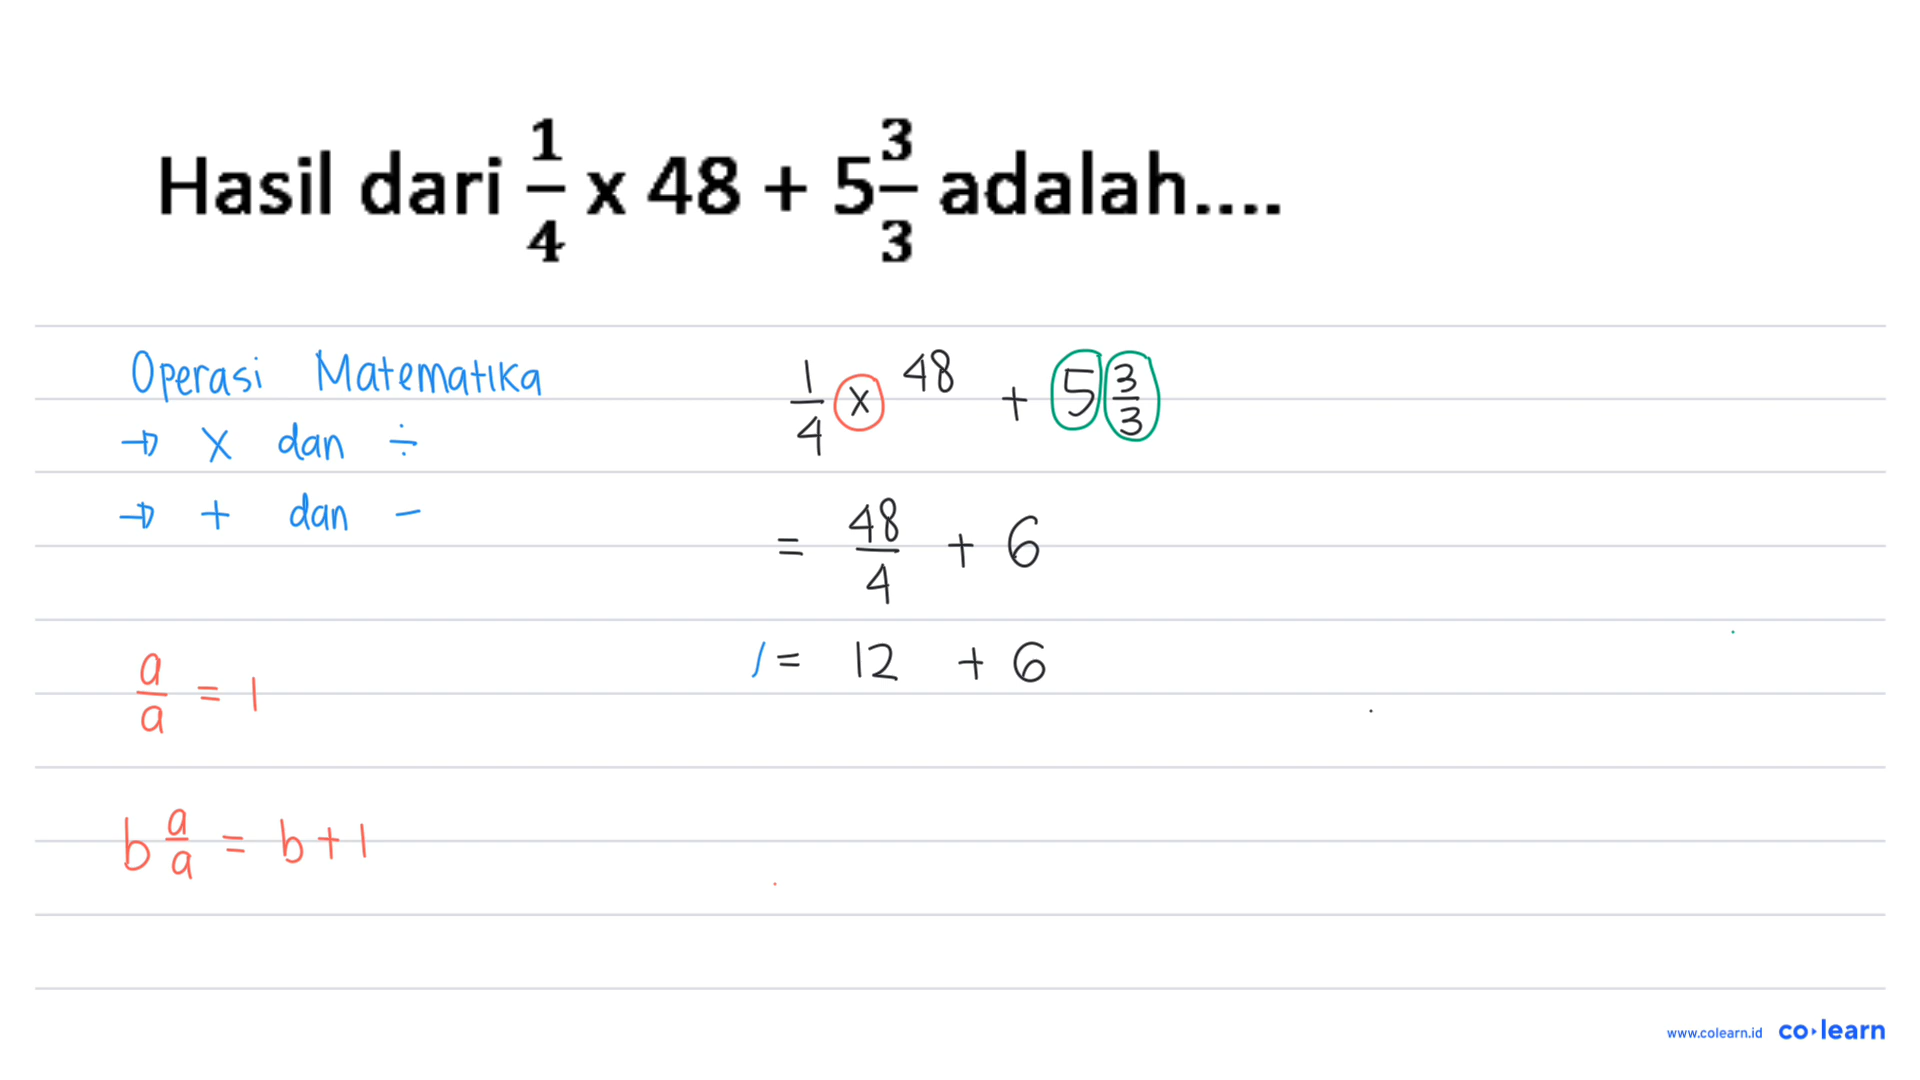 Hasil dari 1/4 x 48 + 5 3/3 adalah....
Operasi Matematika
→ x dan ÷
→ + dan -
a/a = 1
b a/a = b + 1
1/4 x 48 + 5 3/3
= 48/4 + 6
= 12 + 6
www.colearn.id co learn